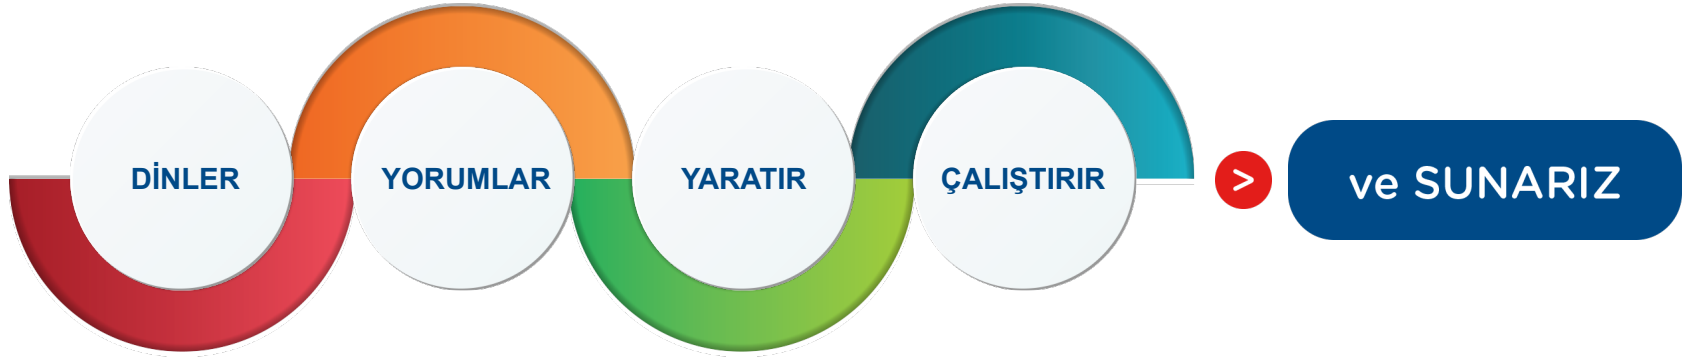 DİNLER
YORUMLAR
YARATIR
ÇALIŞTIRIR
>
ve SUNARIZ